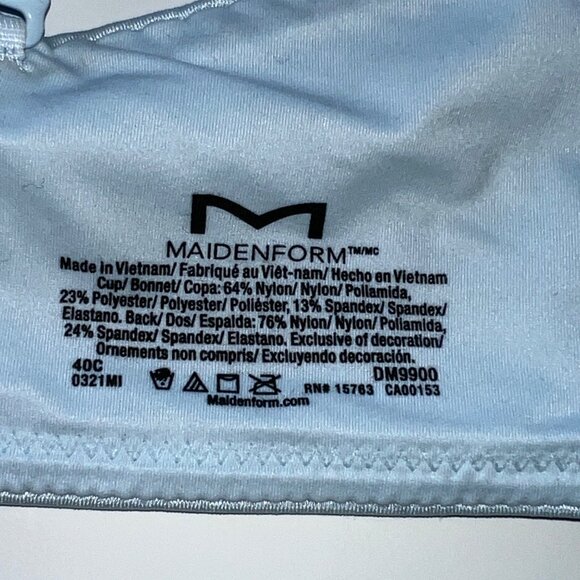 MAIDENFORM™/MC
Made in Vietnam/ Fabriqué au Viêt-nam/ Hecho en Vietnam
Cup/ Bonnet/ Copa: 64% Nylon/ Nylon/ Poliamida,
23% Polyester/ Polyester/ Poliéster, 13% Spandex/ Spandex/
Elastano. Back/ Dos/ Espalda: 76% Nylon/ Nylon/ Poliamida,
24% Spandex/ Spandex/ Elastano. Exclusive of decoration/
Ornements non compris/ Excluyendo decoración.
40C DM9900
0321MI RN# 15763 CA00153
Maidenform.com